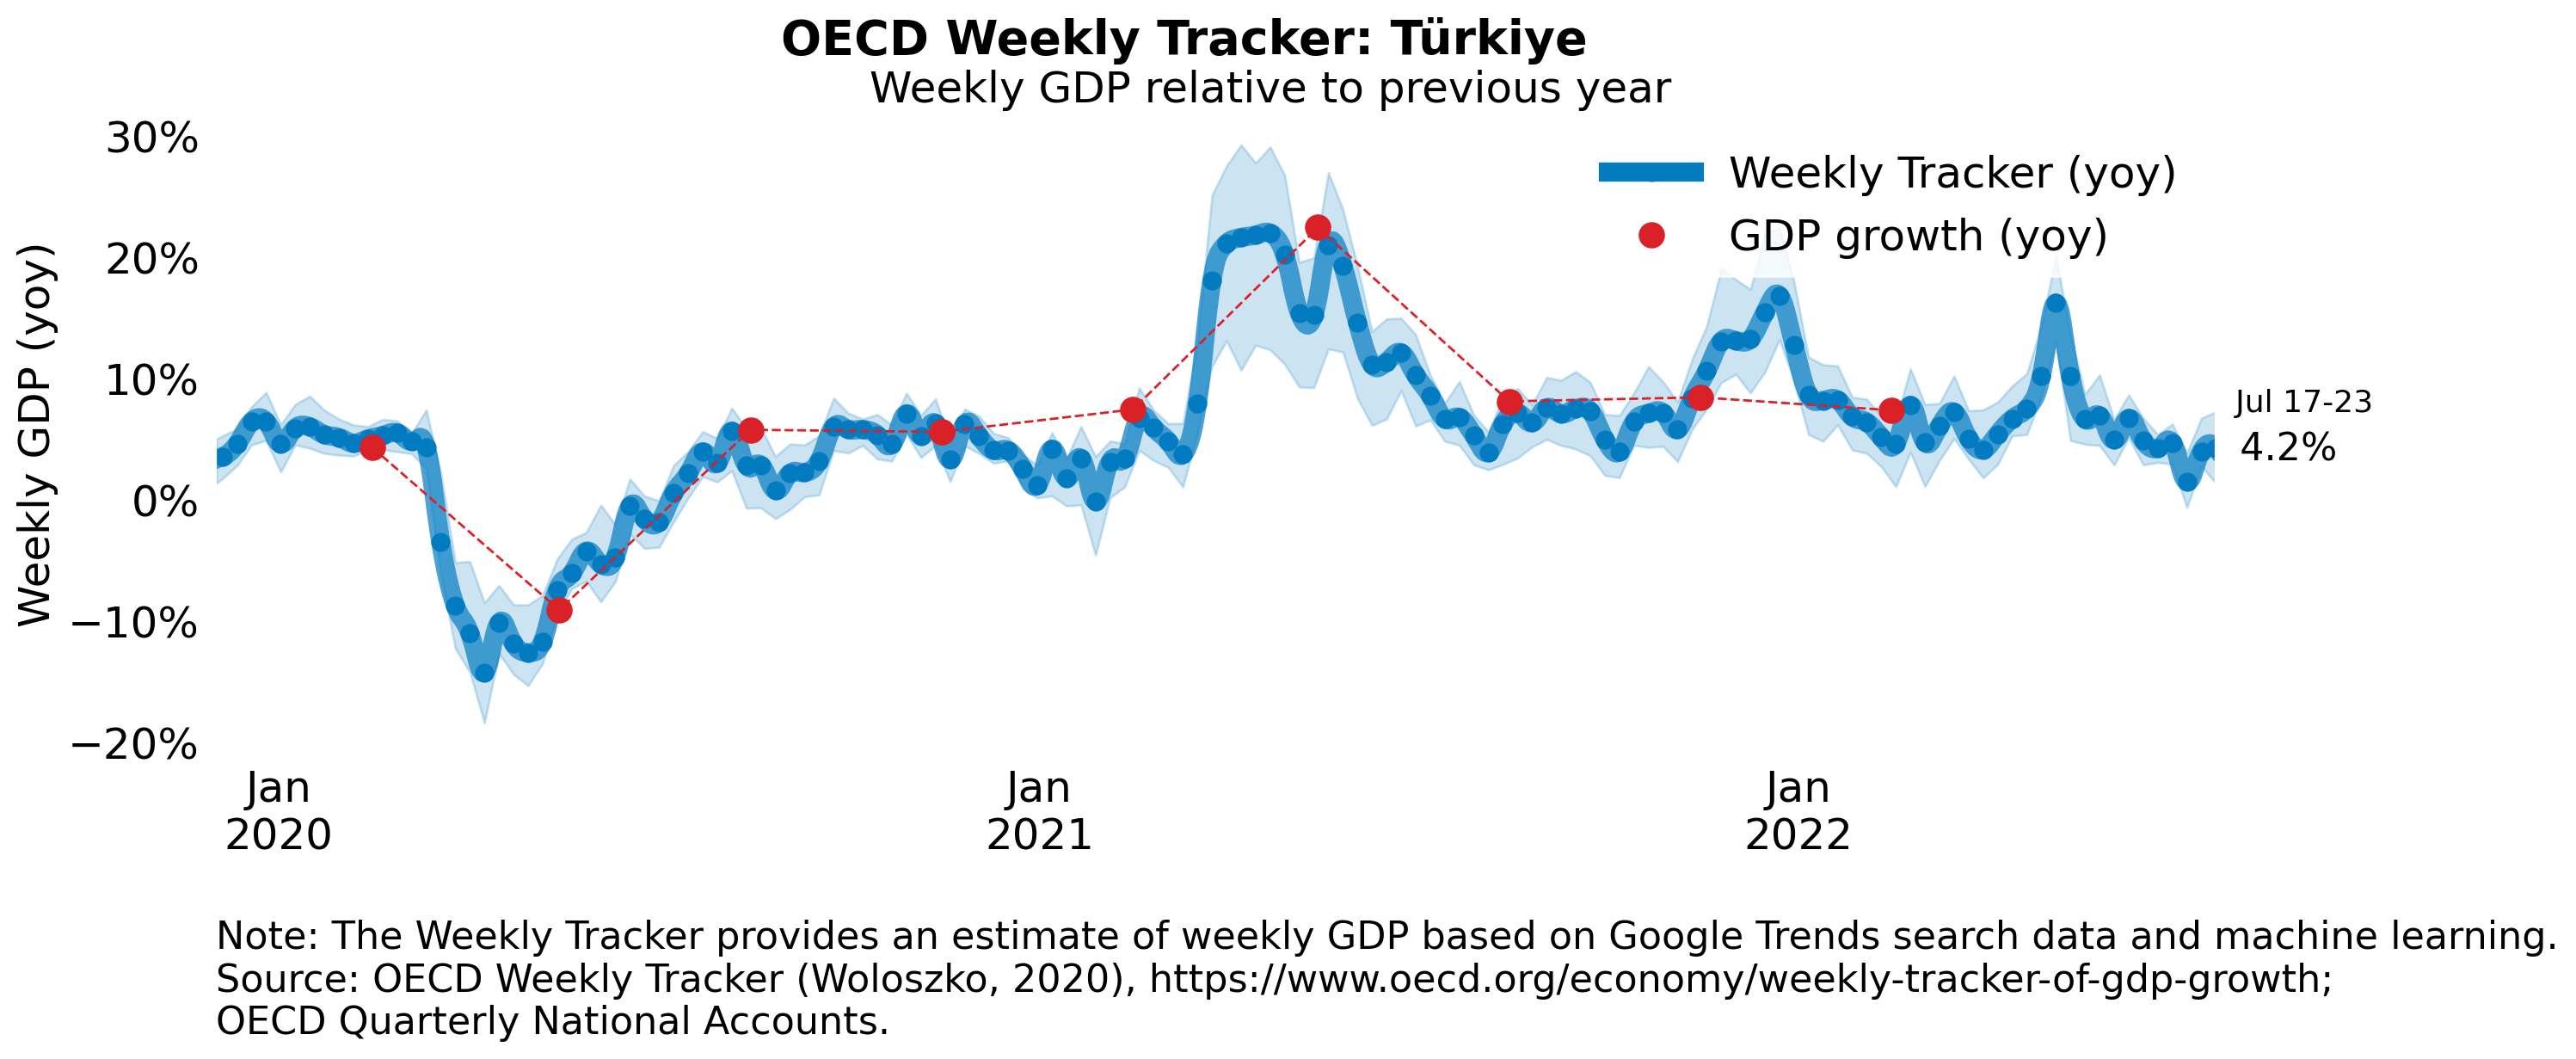 OECD Weekly Tracker: Türkiye
Weekly GDP relative to previous year
Weekly GDP (yoy)
30%
20%
10%
0%
−10%
−20%
Weekly Tracker (yoy)
GDP growth (yoy)
Jul 17-23
4.2%
Jan
2020
Jan
2021
Jan
2022
Note: The Weekly Tracker provides an estimate of weekly GDP based on Google Trends search data and machine learning.
Source: OECD Weekly Tracker (Woloszko, 2020), https://www.oecd.org/economy/weekly-tracker-of-gdp-growth;
OECD Quarterly National Accounts.